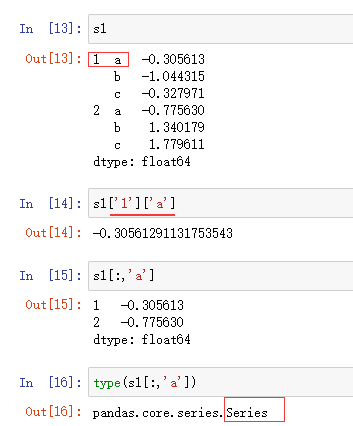 In [13]: s1
Out[13]: 1 a -0.305613
b -1.044315
c -0.327971
2 a -0.775630
b 1.340179
c 1.779611
dtype: float64
In [14]: s1['1']['a']
Out[14]: -0.30561291131753543
In [15]: s1[:,'a']
Out[15]: 1 -0.305613
2 -0.775630
dtype: float64
In [16]: type(s1[:,'a'])
Out[16]: pandas.core.series.Series